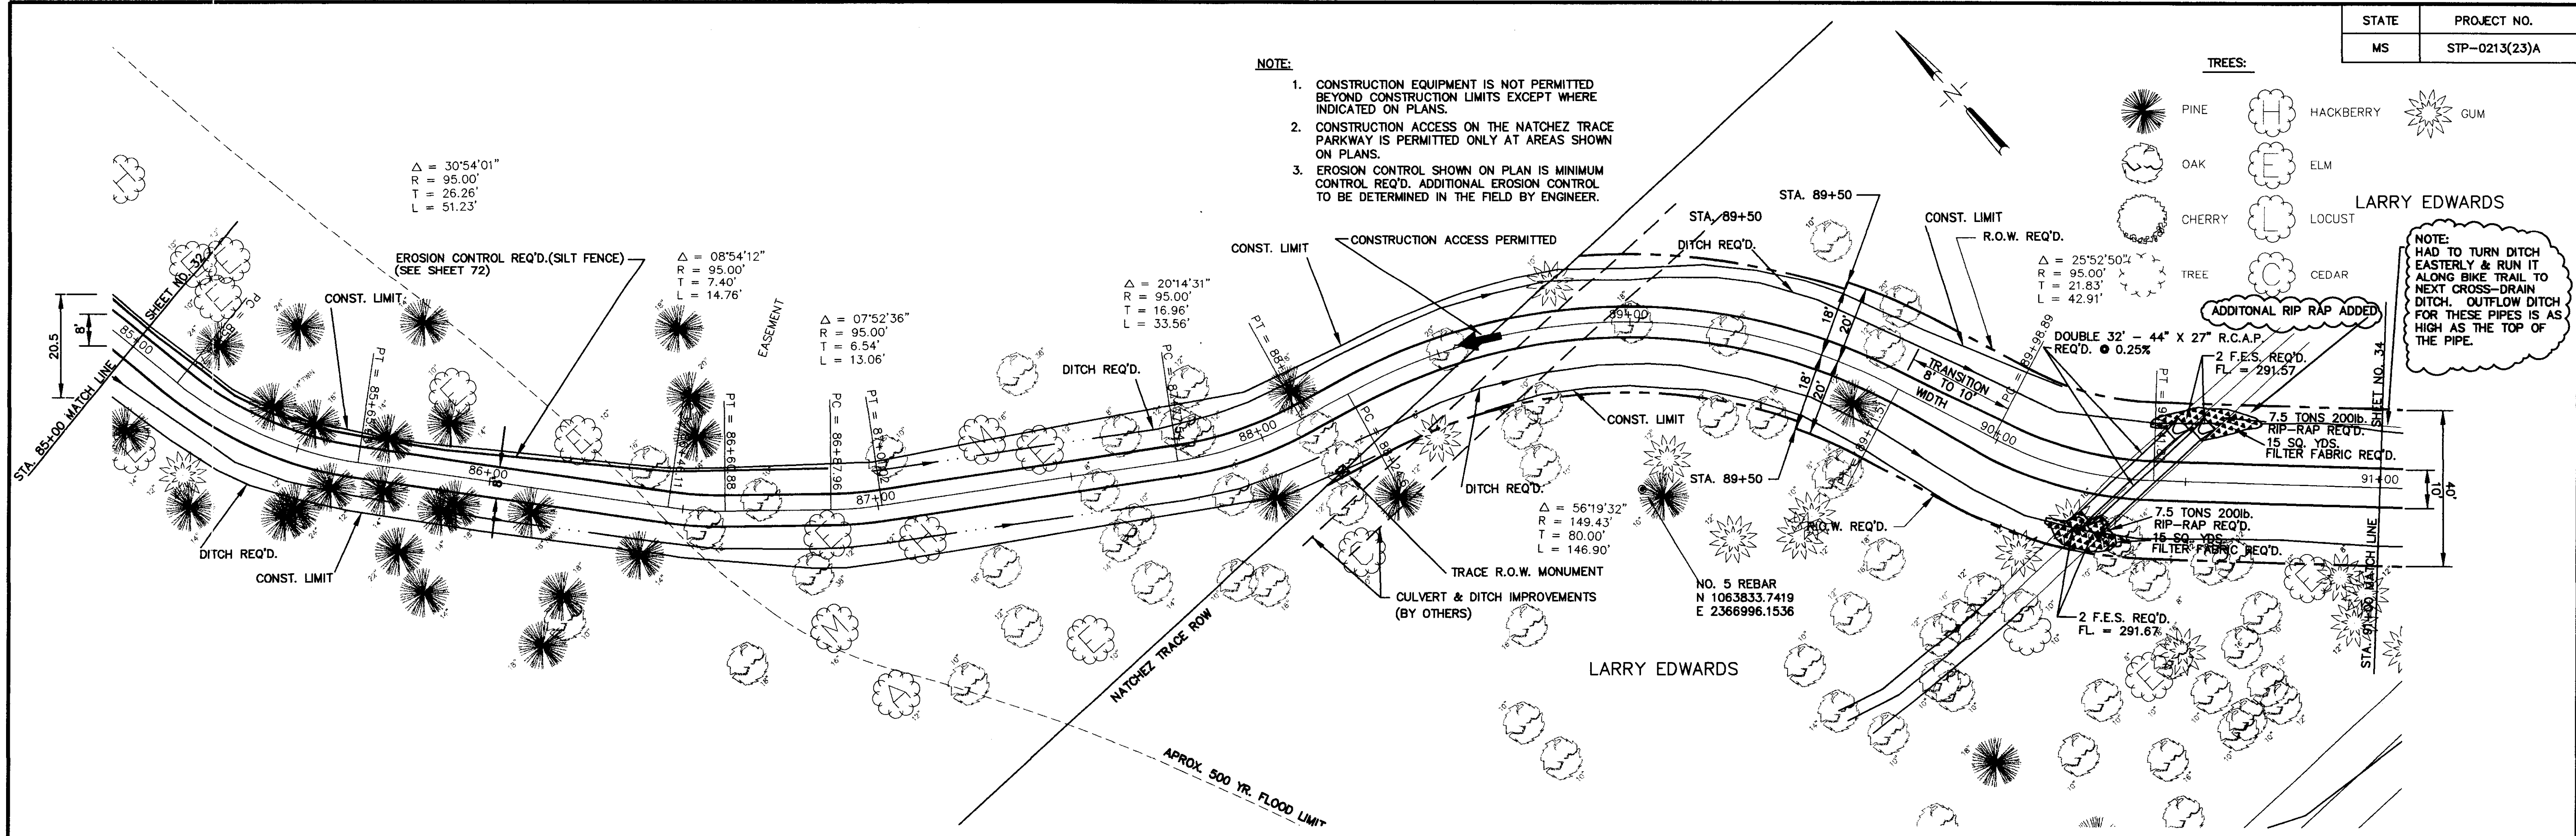 STATE PROJECT NO.
MS STP-0213(23)A
NOTE:
1. CONSTRUCTION EQUIPMENT IS NOT PERMITTED
BEYOND CONSTRUCTION LIMITS EXCEPT WHERE
INDICATED ON PLANS.
2. CONSTRUCTION ACCESS ON THE NATCHEZ TRACE
PARKWAY IS PERMITTED ONLY AT AREAS SHOWN
ON PLANS.
3. EROSION CONTROL SHOWN ON PLAN IS MINIMUM
CONTROL REQ'D. ADDITIONAL EROSION CONTROL
TO BE DETERMINED IN THE FIELD BY ENGINEER.
N
TREES:
PINE
H HACKBERRY
GUM
OAK
E ELM
CHERRY
L LOCUST
TREE
C CEDAR
LARRY EDWARDS
NOTE:
HAD TO TURN DITCH
EASTERLY & RUN IT
ALONG BIKE TRAIL TO
NEXT CROSS-DRAIN
DITCH. OUTFLOW DITCH
FOR THESE PIPES IS AS
HIGH AS THE TOP OF
THE PIPE.
Δ = 30°54'01"
R = 95.00'
T = 26.26'
L = 51.23'
EROSION CONTROL REQ'D.(SILT FENCE)
(SEE SHEET 72)
Δ = 08°54'12"
R = 95.00'
T = 7.40'
L = 14.76'
EASEMENT
Δ = 07°52'36"
R = 95.00'
T = 6.54'
L = 13.06'
Δ = 20°14'31"
R = 95.00'
T = 16.96'
L = 33.56'
CONST. LIMIT
CONSTRUCTION ACCESS PERMITTED
STA. 89+50
DITCH REQ'D.
STA. 89+50
CONST. LIMIT
R.O.W. REQ'D.
Δ = 25°52'50"
R = 95.00'
T = 21.83'
L = 42.91'
ADDITONAL RIP RAP ADDED
DOUBLE 32' - 44" X 27" R.C.A.P.
REQ'D. @ 0.25%
2 F.E.S. REQ'D.
FL. = 291.57
7.5 TONS 200lb.
RIP-RAP REQ'D.
15 SQ. YDS.
FILTER FABRIC REQ'D.
SHEET NO. 34
STA. 91+00 MATCH LINE
40'
10'
91+00
SHEET NO. 32
STA. 85+00 MATCH LINE
20.5
8'
85+00
CONST. LIMIT
86+00
8'
DITCH REQ'D.
CONST. LIMIT
PT = 86+60.88
PC = 86+87.96
87+00
DITCH REQ'D.
88+00
89+00
18'
20'
18'
20'
TRANSITION
8' TO 10'
WIDTH
PC = 89+98.89
90+00
CONST. LIMIT
DITCH REQ'D.
STA. 89+50
R.O.W. REQ'D.
Δ = 56°19'32"
R = 149.43'
T = 80.00'
L = 146.90'
TRACE R.O.W. MONUMENT
CULVERT & DITCH IMPROVEMENTS
(BY OTHERS)
NO. 5 REBAR
N 1063833.7419
E 2366996.1536
7.5 TONS 200lb.
RIP-RAP REQ'D.
15 SQ. YDS.
FILTER FABRIC REQ'D.
2 F.E.S. REQ'D.
FL. = 291.67
NATCHEZ TRACE ROW
LARRY EDWARDS
APROX. 500 YR. FLOOD LIMIT